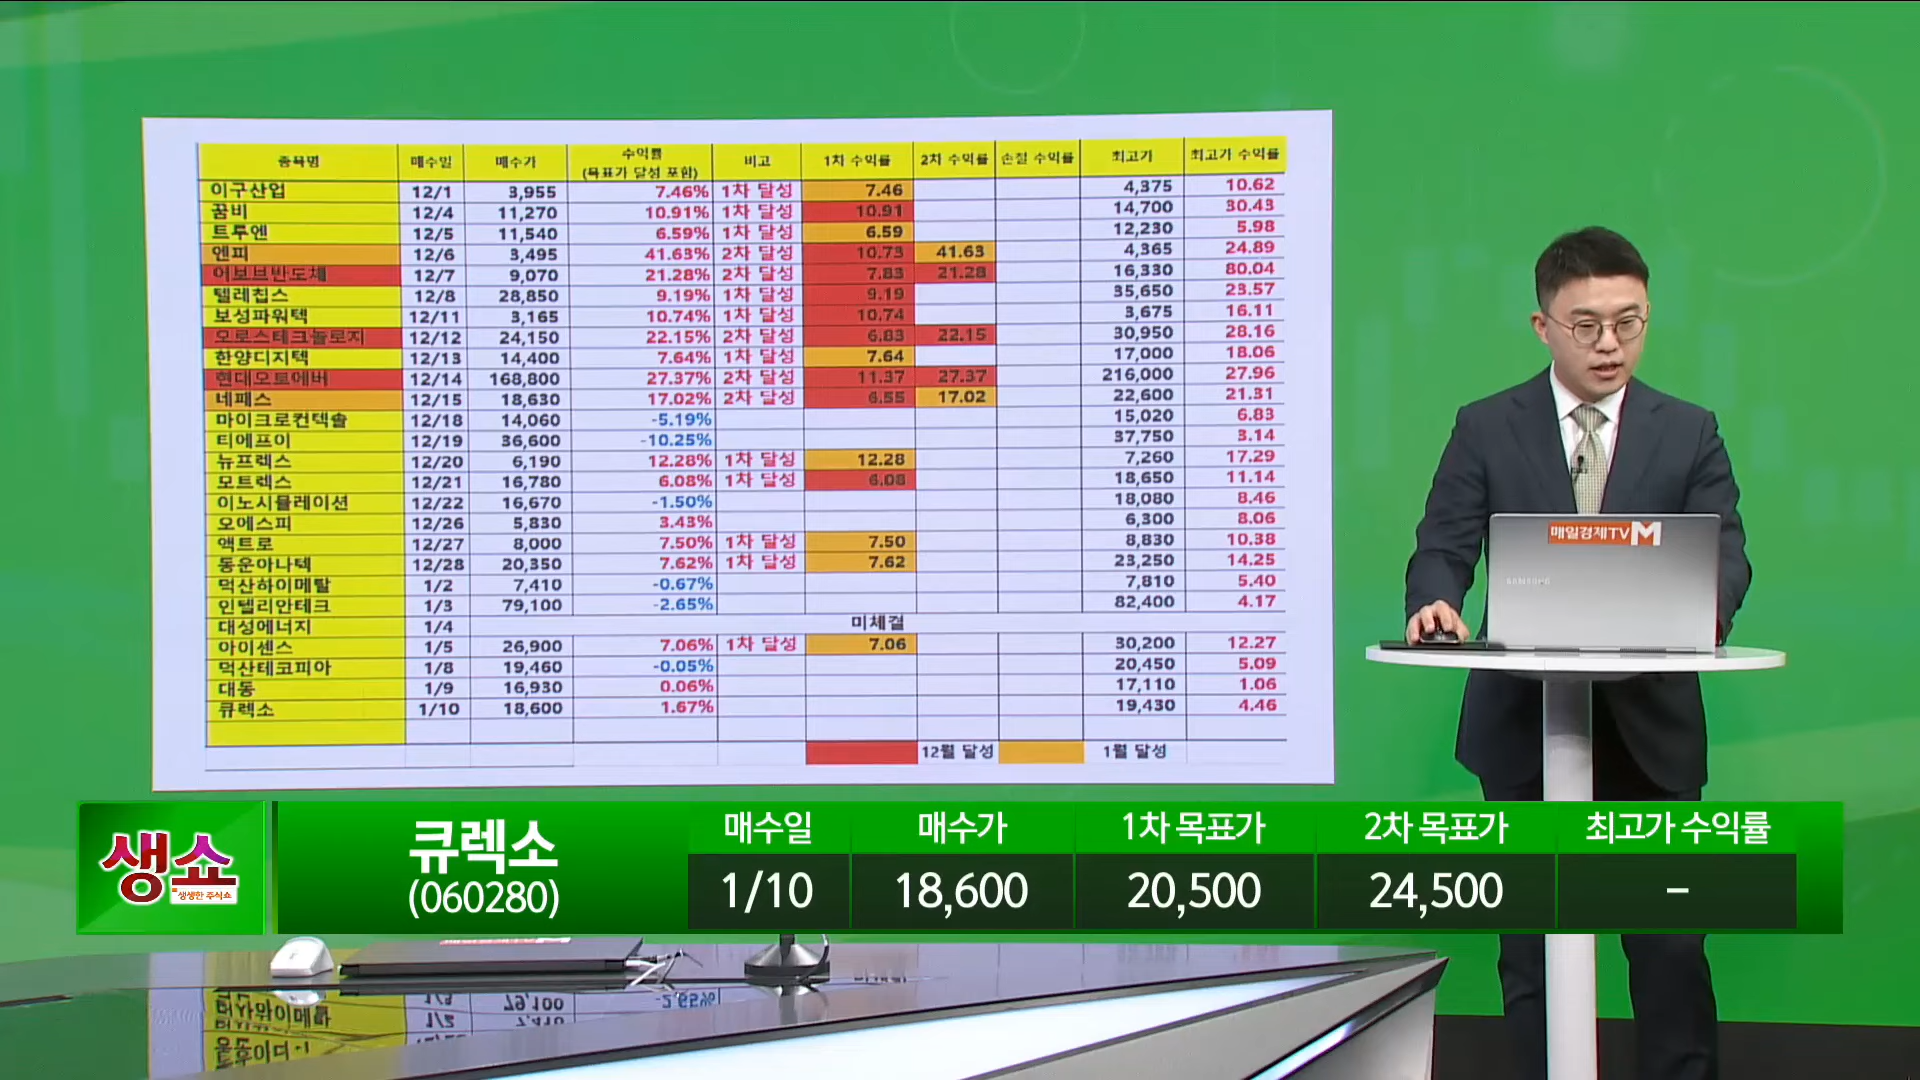 종목명 매수일 매수가 수익률 (목표가 달성 포함) 비고 1차 수익률 2차 수익률 손절 수익률 최고가 최고가 수익률
이구산업 12/1 3,955 7.46% 1차 달성 7.46 4,375 10.62
꿈비 12/4 11,270 10.91% 1차 달성 10.91 14,700 30.43
트루엔 12/5 11,540 6.59% 1차 달성 6.59 12,230 5.98
엔피 12/6 3,495 41.63% 2차 달성 10.73 41.63 4,365 24.89
어보브반도체 12/7 9,070 21.28% 2차 달성 7.83 21.28 16,330 80.04
텔레칩스 12/8 28,850 9.19% 1차 달성 9.19 35,650 23.57
보성파워텍 12/11 3,165 10.74% 1차 달성 10.74 3,675 16.11
오로스테크놀로지 12/12 24,150 22.15% 2차 달성 6.83 22.15 30,950 28.16
한양디지텍 12/13 14,400 7.64% 1차 달성 7.64 17,000 18.06
현대오토에버 12/14 168,800 27.37% 2차 달성 11.37 27.37 216,000 27.96
네패스 12/15 18,630 17.02% 2차 달성 6.55 17.02 22,600 21.31
마이크로컨텍솔 12/18 14,060 -5.19% 15,020 6.83
티에프이 12/19 36,600 -10.25% 37,750 3.14
뉴프렉스 12/20 6,190 12.28% 1차 달성 12.28 7,260 17.29
모트렉스 12/21 16,780 6.08% 1차 달성 6.08 18,650 11.14
이노시뮬레이션 12/22 16,670 -1.50% 18,080 8.46
오에스피 12/26 5,830 3.43% 6,300 8.06
액트로 12/27 8,000 7.50% 1차 달성 7.50 8,830 10.38
동운아나텍 12/28 20,350 7.62% 1차 달성 7.62 23,250 14.25
덕산하이메탈 1/2 7,410 -0.67% 7,810 5.40
인텔리안테크 1/3 79,100 -2.65% 82,400 4.17
대성에너지 1/4 미체결
아이센스 1/5 26,900 7.06% 1차 달성 7.06 30,200 12.27
덕산테코피아 1/8 19,460 -0.05% 20,450 5.09
대동 1/9 16,930 0.06% 17,110 1.06
큐렉소 1/10 18,600 1.67% 19,430 4.46
12월 달성 1월 달성
매일경제TV M
SAMSUNG
생쇼
생생한 주식쇼
큐렉소
(060280)
매수일 매수가 1차 목표가 2차 목표가 최고가 수익률
1/10 18,600 20,500 24,500 -